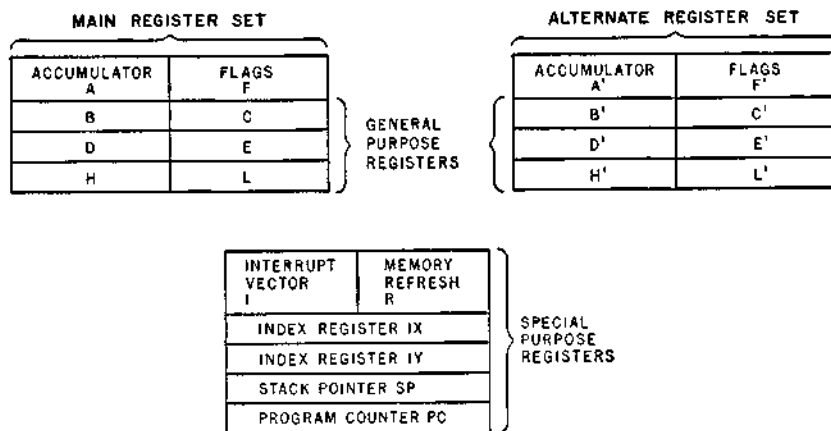 MAIN REGISTER SET
ALTERNATE REGISTER SET
ACCUMULATOR
A
FLAGS
F
B C
D E
H L
GENERAL
PURPOSE
REGISTERS
ACCUMULATOR
A'
FLAGS
F'
B' C'
D' E'
H' L'
INTERRUPT
VECTOR
I
MEMORY
REFRESH
R
INDEX REGISTER IX
INDEX REGISTER IY
STACK POINTER SP
PROGRAM COUNTER PC
SPECIAL
PURPOSE
REGISTERS